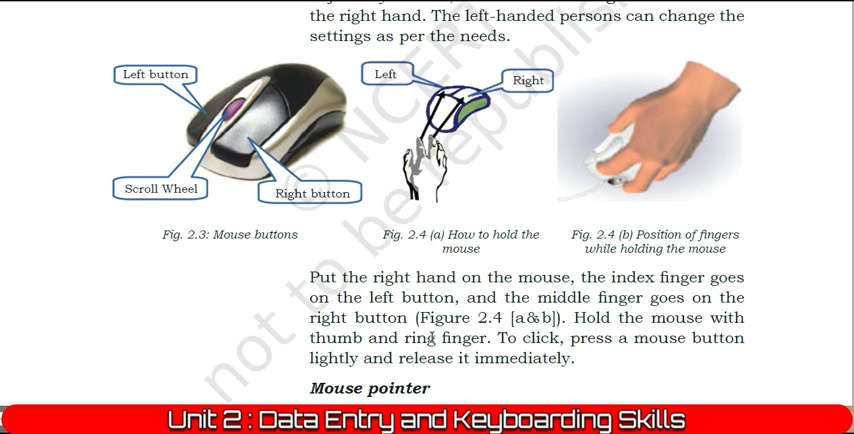 the right hand. The left-handed persons can change the
settings as per the needs.
Left button
Left
Right
Scroll Wheel
Right button
Fig. 2.3: Mouse buttons
Fig. 2.4 (a) How to hold the
mouse
Fig. 2.4 (b) Position of fingers
while holding the mouse
Put the right hand on the mouse, the index finger goes
on the left button, and the middle finger goes on the
right button (Figure 2.4 [a&b]). Hold the mouse with
thumb and ring finger. To click, press a mouse button
lightly and release it immediately.
Mouse pointer
© NCERT
not to be republish
Unit 2 : Data Entry and Keyboarding Skills